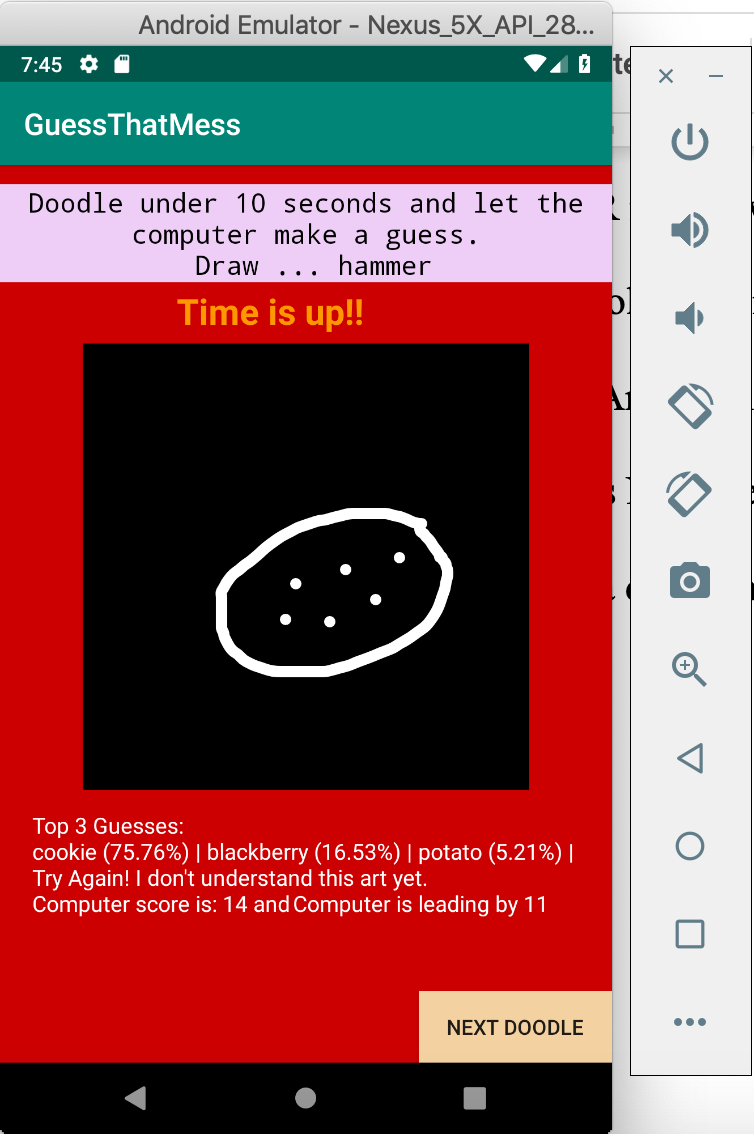 Android Emulator - Nexus_5X_API_28...
7:45
GuessThatMess
Doodle under 10 seconds and let the
computer make a guess.
Draw ... hammer
Time is up!!
Top 3 Guesses:
cookie (75.76%) | blackberry (16.53%) | potato (5.21%) |
Try Again! I don't understand this art yet.
Computer score is: 14 and Computer is leading by 11
NEXT DOODLE